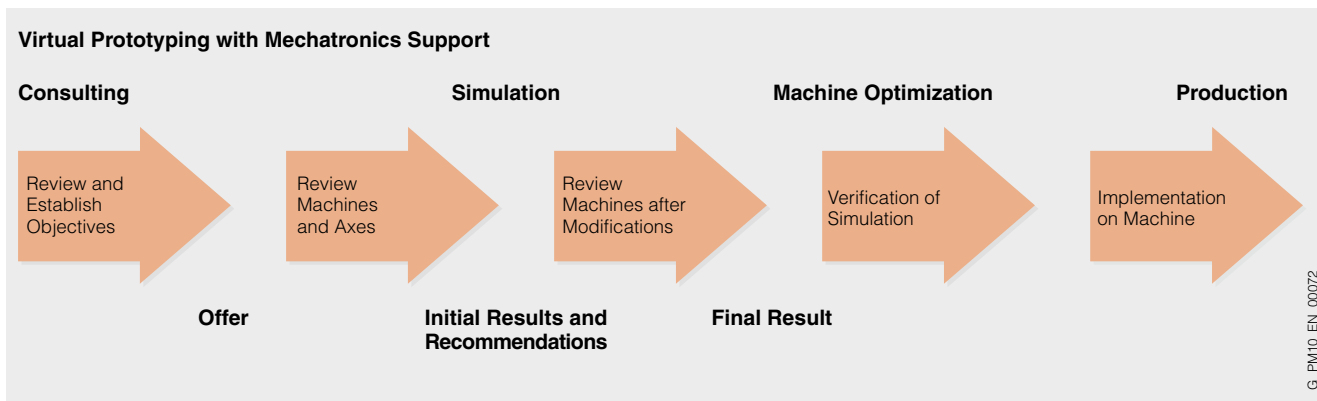 Virtual Prototyping with Mechatronics Support
Consulting
Simulation
Machine Optimization
Production
Review and
Establish
Objectives
Review
Machines
and Axes
Review
Machines after
Modifications
Verification of
Simulation
Implementation
on Machine
Offer
Initial Results and
Recommendations
Final Result
G_PM10_EN_00072